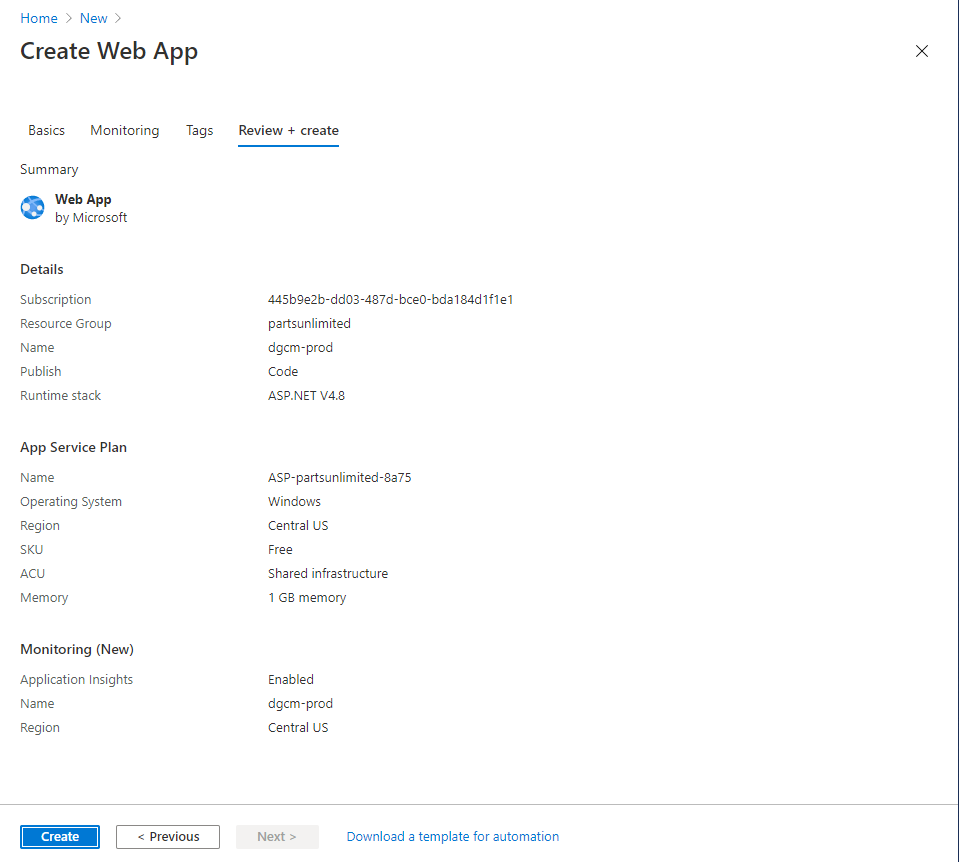 Home > New >
Create Web App
Basics Monitoring Tags Review + create
Summary
Web App
by Microsoft
Details
Subscription 445b9e2b-dd03-487d-bce0-bda184d1f1e1
Resource Group partsunlimited
Name dgcm-prod
Publish Code
Runtime stack ASP.NET V4.8
App Service Plan
Name ASP-partsunlimited-8a75
Operating System Windows
Region Central US
SKU Free
ACU Shared infrastructure
Memory 1 GB memory
Monitoring (New)
Application Insights Enabled
Name dgcm-prod
Region Central US
Create < Previous Next > Download a template for automation